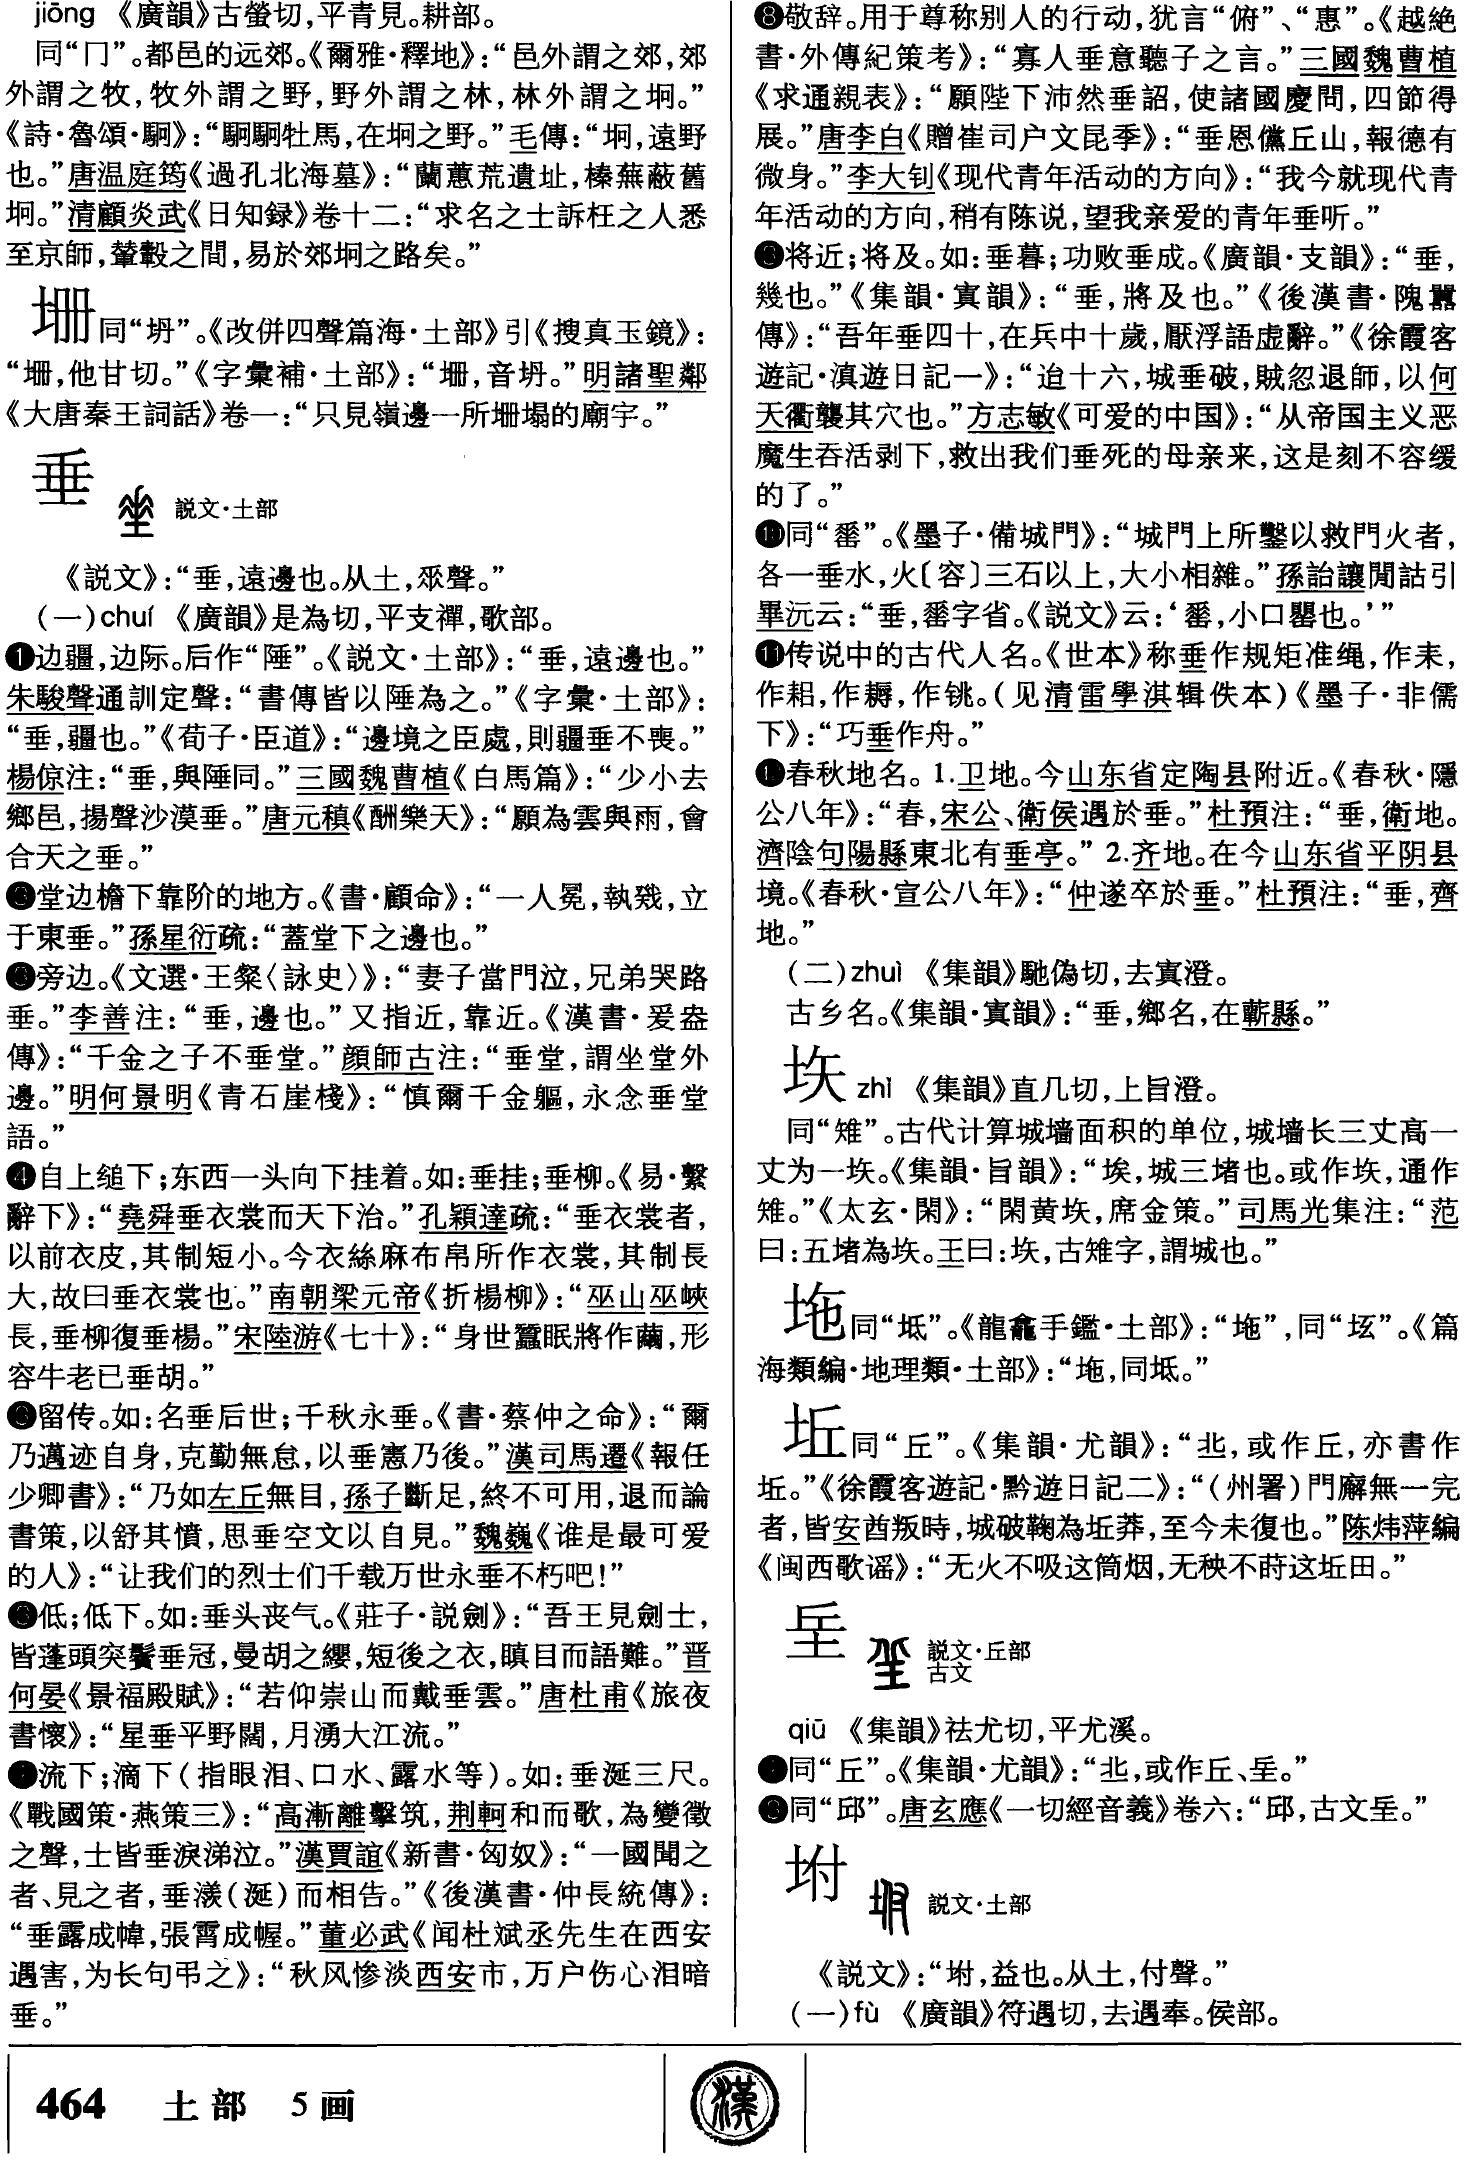 jiōng 《廣韻》古螢切，平青見。耕部。
同“冂”。都邑的远郊。《爾雅·釋地》：“邑外謂之郊，郊
外謂之牧，牧外謂之野，野外謂之林，林外謂之坰。”
《詩·魯頌·駉》：“駉駉牡馬，在坰之野。”毛傳：“坰，遠野
也。”唐温庭筠《過孔北海墓》：“蘭蕙荒遺址，榛蕪蔽舊
坰。”清顧炎武《日知録》卷十二：“求名之士訴枉之人悉
至京師，輦轂之間，易於郊坰之路矣。”
坩同“坍”。《改併四聲篇海·土部》引《搜真玉鏡》：
“𡊢，他甘切。”《字彙補·土部》：“𡊢，音坍。”明諸聖鄰
《大唐秦王詞話》卷一：“只見嶺邊一所𡊢塌的廟宇。”
垂 説文·土部
《説文》：“垂，遠邊也。从土，𠂹聲。”
(一)chuí 《廣韻》是為切，平支禪，歌部。
❶边疆，边际。后作“陲”。《説文·土部》：“垂，遠邊也。”
朱駿聲通訓定聲：“書傳皆以陲為之。”《字彙·土部》：
“垂，疆也。”《荀子·臣道》：“邊境之臣處，則疆垂不喪。”
楊倞注：“垂，與陲同。”三國魏曹植《白馬篇》：“少小去
鄉邑，揚聲沙漠垂。”唐元稹《酬樂天》：“願為雲與雨，會
合天之垂。”
❷堂边檐下靠阶的地方。《書·顧命》：“一人冕，執戣，立
于東垂。”孫星衍疏：“蓋堂下之邊也。”
❸旁边。《文選·王粲〈詠史〉》：“妻子當門泣，兄弟哭路
垂。”李善注：“垂，邊也。”又指近，靠近。《漢書·爰盎
傳》：“千金之子不垂堂。”顔師古注：“垂堂，謂坐堂外
邊。”明何景明《青石崖棧》：“慎爾千金軀，永念垂堂
語。”
❹自上缒下；东西一头向下挂着。如：垂挂；垂柳。《易·繫
辭下》：“堯舜垂衣裳而天下治。”孔穎達疏：“垂衣裳者，
以前衣皮，其制短小。今衣絲麻布帛所作衣裳，其制長
大，故曰垂衣裳也。”南朝梁元帝《折楊柳》：“巫山巫峽
長，垂柳復垂楊。”宋陸游《七十》：“身世蠶眠將作繭，形
容牛老已垂胡。”
❺留传。如：名垂后世；千秋永垂。《書·蔡仲之命》：“爾
乃邁迹自身，克勤無怠，以垂憲乃後。”漢司馬遷《報任
少卿書》：“乃如左丘無目，孫子斷足，終不可用，退而論
書策，以舒其憤，思垂空文以自見。”魏巍《谁是最可爱
的人》：“让我们的烈士们千载万世永垂不朽吧！”
❻低；低下。如：垂头丧气。《莊子·説劍》：“吾王見劍士，
皆蓬頭突鬢垂冠，曼胡之纓，短後之衣，瞋目而語難。”晋
何晏《景福殿賦》：“若仰崇山而戴垂雲。”唐杜甫《旅夜
書懷》：“星垂平野闊，月湧大江流。”
❼流下；滴下（指眼泪、口水、露水等）。如：垂涎三尺。
《戰國策·燕策三》：“高漸離擊筑，荆軻和而歌，為變徵
之聲，士皆垂淚涕泣。”漢賈誼《新書·匈奴》：“一國聞之
者、見之者，垂漾（涎）而相告。”《後漢書·仲長統傳》：
“垂露成幃，張霄成幄。”董必武《闻杜斌丞先生在西安
遇害，为长句弔之》：“秋风惨淡西安市，万户伤心泪暗
垂。”
❽敬辞。用于尊称别人的行动，犹言“俯”、“惠”。《越絶
書·外傳紀策考》：“寡人垂意聽子之言。”三國魏曹植
《求通親表》：“願陛下沛然垂詔，使諸國慶問，四節得
展。”唐李白《贈崔司户文昆季》：“垂恩儻丘山，報德有
微身。”李大钊《现代青年活动的方向》：“我今就现代青
年活动的方向，稍有陈说，望我亲爱的青年垂听。”
❾将近；将及。如：垂暮；功败垂成。《廣韻·支韻》：“垂，
幾也。”《集韻·寘韻》：“垂，將及也。”《後漢書·隗囂
傳》：“吾年垂四十，在兵中十歲，厭浮語虚辭。”《徐霞客
遊記·滇遊日記一》：“迨十六，城垂破，賊忽退師，以何
天衢襲其穴也。”方志敏《可爱的中国》：“从帝国主义恶
魔生吞活剥下，救出我们垂死的母亲来，这是刻不容缓
的了。”
❿同“𦉈”。《墨子·備城門》：“城門上所鑿以救門火者，
各一垂水，火〔容〕三石以上，大小相雜。”孫詒讓閒詁引
畢沅云：“垂，𦉈字省。《説文》云：‘𦉈，小口罌也。’”
⓫传说中的古代人名。《世本》称垂作规矩准绳，作耒，
作耜，作耨，作铫。（见清雷學淇辑佚本）《墨子·非儒
下》：“巧垂作舟。”
⓬春秋地名。1.卫地。今山东省定陶县附近。《春秋·隱
公八年》：“春，宋公、衛侯遇於垂。”杜預注：“垂，衛地。
濟陰句陽縣東北有垂亭。”2.齐地。在今山东省平阴县
境。《春秋·宣公八年》：“仲遂卒於垂。”杜預注：“垂，齊
地。”
(二)zhuì 《集韻》馳偽切，去寘澄。
古乡名。《集韻·寘韻》：“垂，鄉名，在蘄縣。”
垁 zhì 《集韻》直几切，上旨澄。
同“雉”。古代计算城墙面积的单位，城墙长三丈高一
丈为一垁。《集韻·旨韻》：“埃，城三堵也。或作垁，通作
雉。”《太玄·閑》：“閑黄垁，席金策。”司馬光集注：“范
曰：五堵為垁。王曰：垁，古雉字，謂城也。”
𡊾同“坻”。《龍龕手鑑·土部》：“𡊾”，同“坹”。《篇
海類編·地理類·土部》：“𡊾，同坻。”
坵同“丘”。《集韻·尤韻》：“北，或作丘，亦書作
坵。”《徐霞客遊記·黔遊日記二》：“（州署）門廨無一完
者，皆安酋叛時，城破鞠為坵莽，至今未復也。”陈炜萍編
《闽西歌谣》：“无火不吸这筒烟，无秧不莳这坵田。”
坖 説文·丘部
古文
qiū 《集韻》祛尤切，平尤溪。
❶同“丘”。《集韻·尤韻》：“北，或作丘、坖。”
❷同“邱”。唐玄應《一切經音義》卷六：“邱，古文坖。”
坿 説文·土部
《説文》：“坿，益也。从土，付聲。”
(一)fù 《廣韻》符遇切，去遇奉。侯部。
464 土部 5画
漢